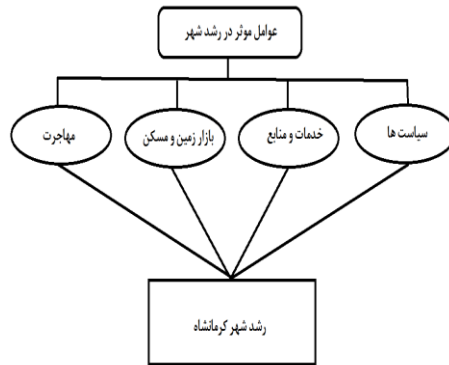 عوامل موثر در رشد شهر
سیاست ها
خدمات و منابع
بازار زمین و مسکن
مهاجرت
رشد شهر کرمانشاه